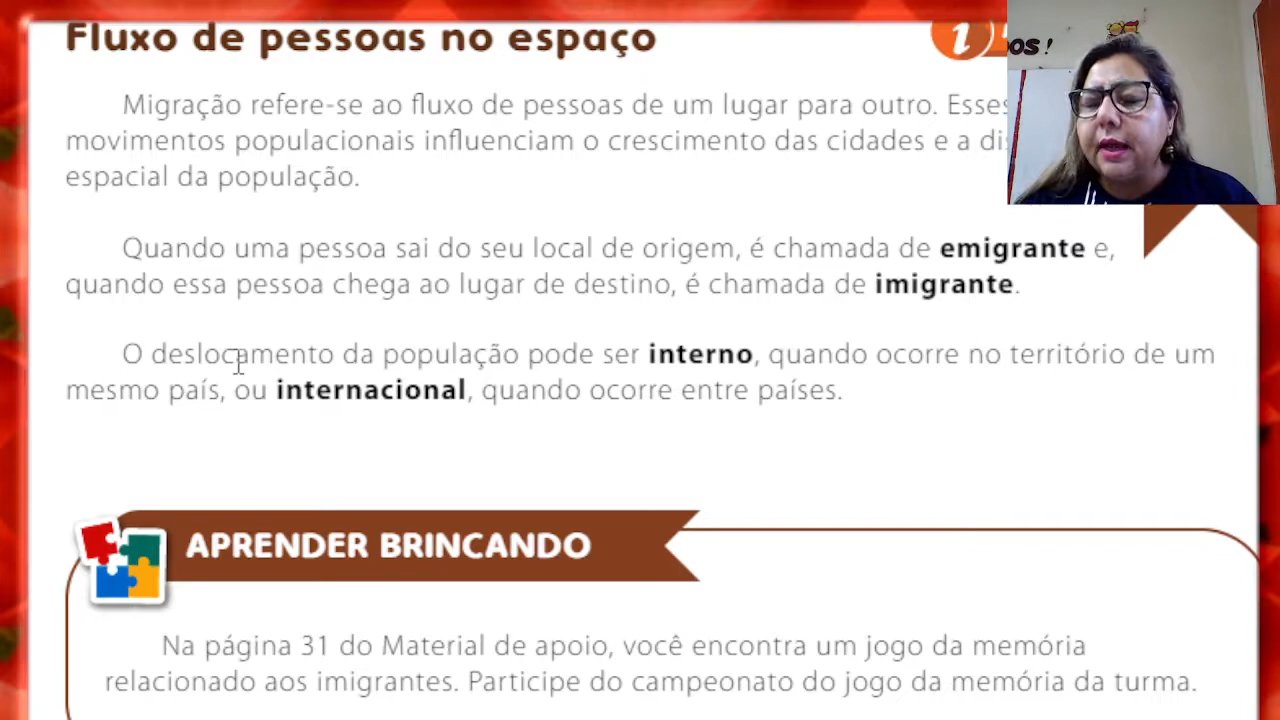 Fluxo de pessoas no espaço
i
OS!
Migração refere-se ao fluxo de pessoas de um lugar para outro. Esses
movimentos populacionais influenciam o crescimento das cidades e a
espacial da população.
Quando uma pessoa sai do seu local de origem, é chamada de emigrante e,
quando essa pessoa chega ao lugar de destino, é chamada de imigrante.
O deslocamento da população pode ser interno, quando ocorre no território de um
mesmo país, ou internacional, quando ocorre entre países.
APRENDER BRINCANDO
Na página 31 do Material de apoio, você encontra um jogo da memória
relacionado aos imigrantes. Participe do campeonato do jogo da memória da turma.